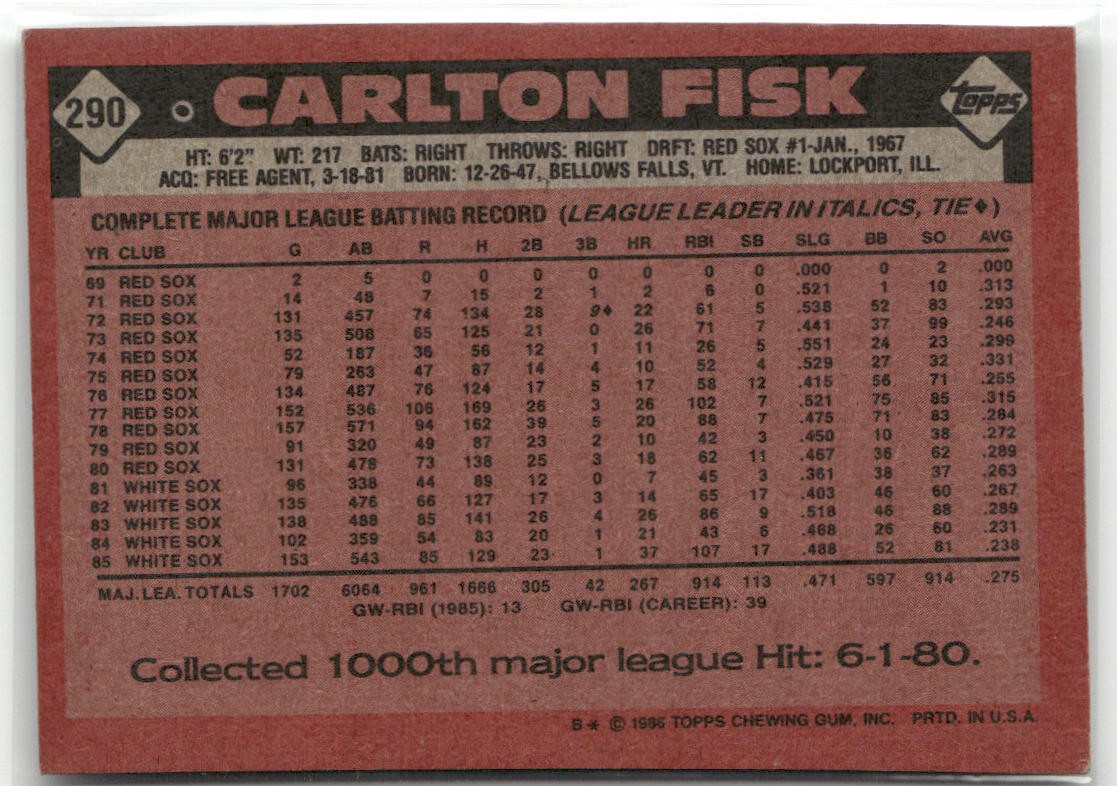 290 CARLTON FISK topps
HT: 6'2" WT: 217 BATS: RIGHT THROWS: RIGHT DRFT: RED SOX #1-JAN., 1967
ACQ: FREE AGENT, 3-18-81 BORN: 12-26-47, BELLOWS FALLS, VT. HOME: LOCKPORT, ILL.
COMPLETE MAJOR LEAGUE BATTING RECORD (LEAGUE LEADER IN ITALICS, TIE♦)
YR CLUB G AB R H 2B 3B HR RBI SB SLG BB SO AVG
69 RED SOX 2 5 0 0 0 0 0 0 0 .000 0 2 .000
71 RED SOX 14 48 7 15 2 1 2 6 0 .521 1 10 .313
72 RED SOX 131 457 74 134 28 9♦ 22 61 5 .538 52 83 .293
73 RED SOX 135 508 65 125 21 0 26 71 7 .441 37 99 .246
74 RED SOX 52 187 36 56 12 1 11 26 5 .551 24 23 .299
75 RED SOX 79 263 47 87 14 4 10 52 4 .529 27 32 .331
76 RED SOX 134 487 76 124 17 5 17 58 12 .415 56 71 .255
77 RED SOX 152 536 106 169 26 3 26 102 7 .521 75 85 .315
78 RED SOX 157 571 94 162 39 5 20 88 7 .475 71 83 .284
79 RED SOX 91 320 49 87 23 2 10 42 3 .450 10 38 .272
80 RED SOX 131 478 73 138 25 3 18 62 11 .467 36 62 .289
81 WHITE SOX 96 338 44 89 12 0 7 45 3 .361 38 37 .263
82 WHITE SOX 135 476 66 127 17 3 14 65 17 .403 46 60 .267
83 WHITE SOX 138 488 85 141 26 4 26 86 9 .518 46 88 .289
84 WHITE SOX 102 359 54 83 20 1 21 43 6 .468 26 60 .231
85 WHITE SOX 153 543 85 129 23 1 37 107 17 .488 52 81 .238
MAJ. LEA. TOTALS 1702 6064 961 1666 305 42 267 914 113 .471 597 914 .275
GW-RBI (1985): 13 GW-RBI (CAREER): 39
Collected 1000th major league Hit: 6-1-80.
B* © 1986 TOPPS CHEWING GUM, INC. PRTD. IN U.S.A.